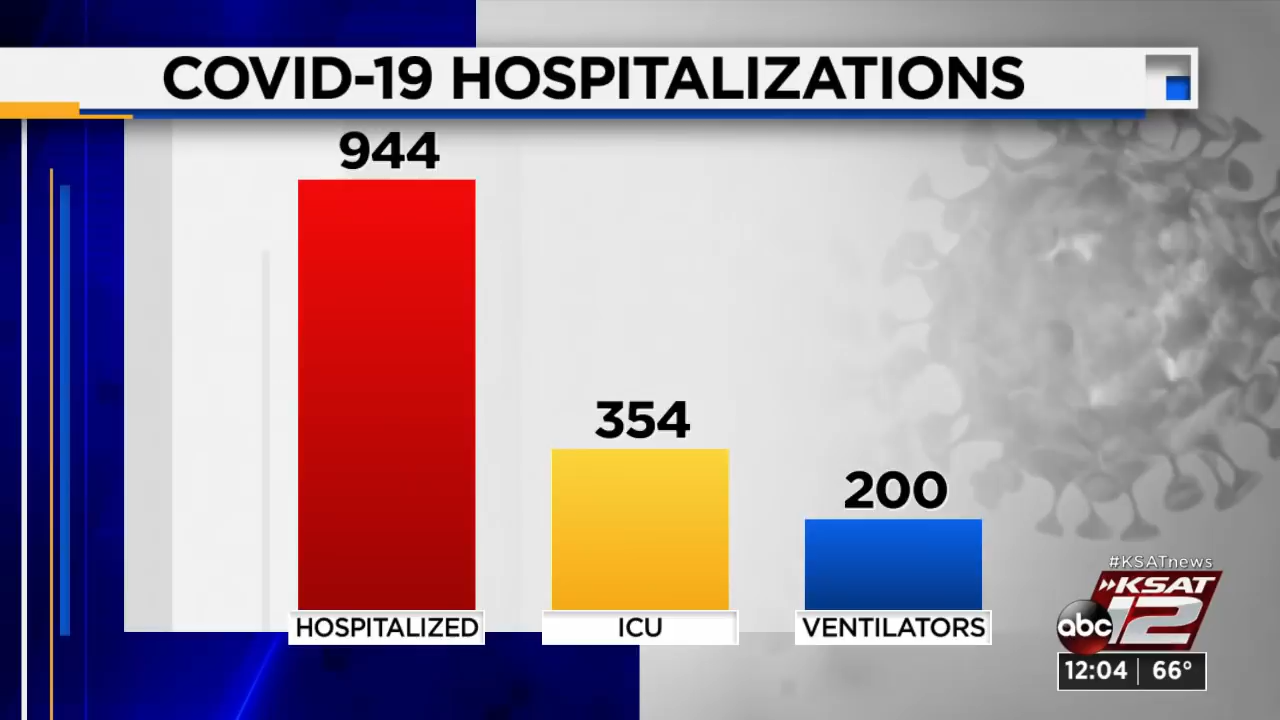 COVID-19 HOSPITALIZATIONS
944
354
200
HOSPITALIZED
ICU
VENTILATORS
#KSATnews
KSAT
abc 12
12:04 66°